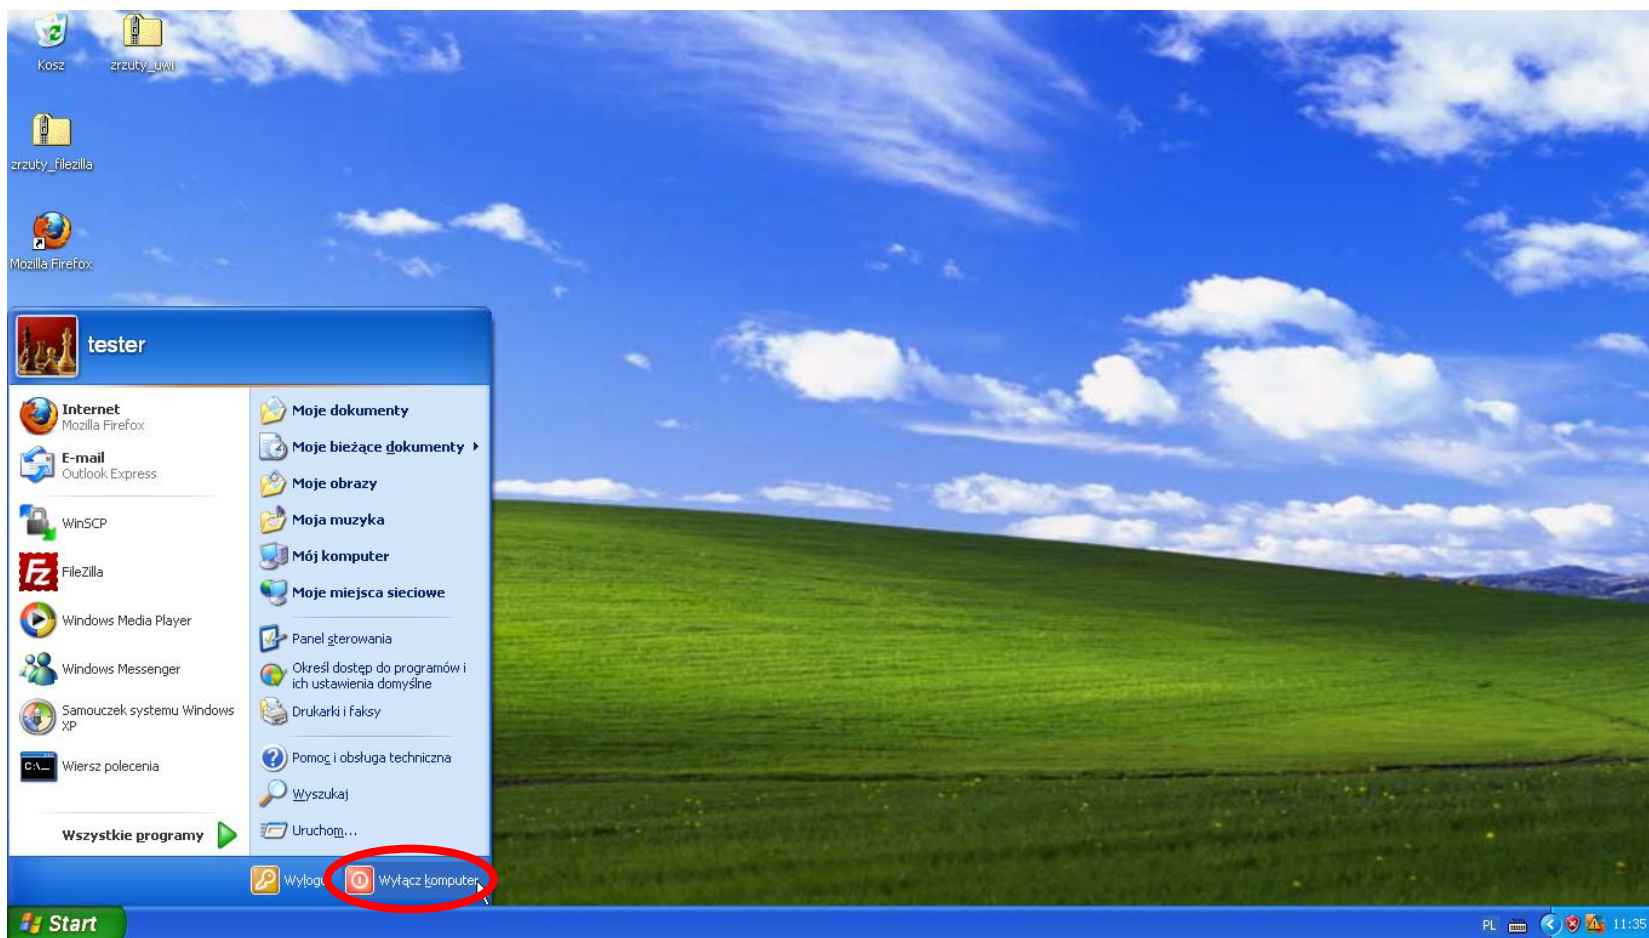 Kosz
zrzuty_uwi
zrzuty_filezilla
Mozilla Firefox
tester
Internet
Mozilla Firefox
E-mail
Outlook Express
WinSCP
FileZilla
Windows Media Player
Windows Messenger
Samouczek systemu Windows
XP
C:\_
Wiersz polecenia
Wszystkie programy
Moje dokumenty
Moje bieżące dokumenty
Moje obrazy
Moja muzyka
Mój komputer
Moje miejsca sieciowe
Panel sterowania
Określ dostęp do programów i
ich ustawienia domyślne
Drukarki i faksy
Pomoc i obsługa techniczna
Wyszukaj
Uruchom...
Wylogu
Wyłącz komputer
Start
PL
11:35